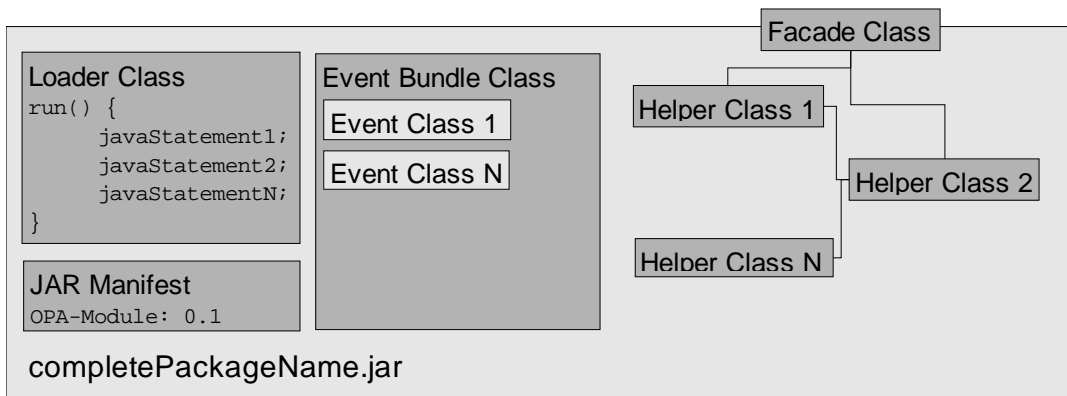 Facade Class
Loader Class
run() {
javaStatement1;
javaStatement2;
javaStatementN;
}
Event Bundle Class
Event Class 1
Event Class N
Helper Class 1
Helper Class 2
Helper Class N
JAR Manifest
OPA-Module: 0.1
completePackageName.jar